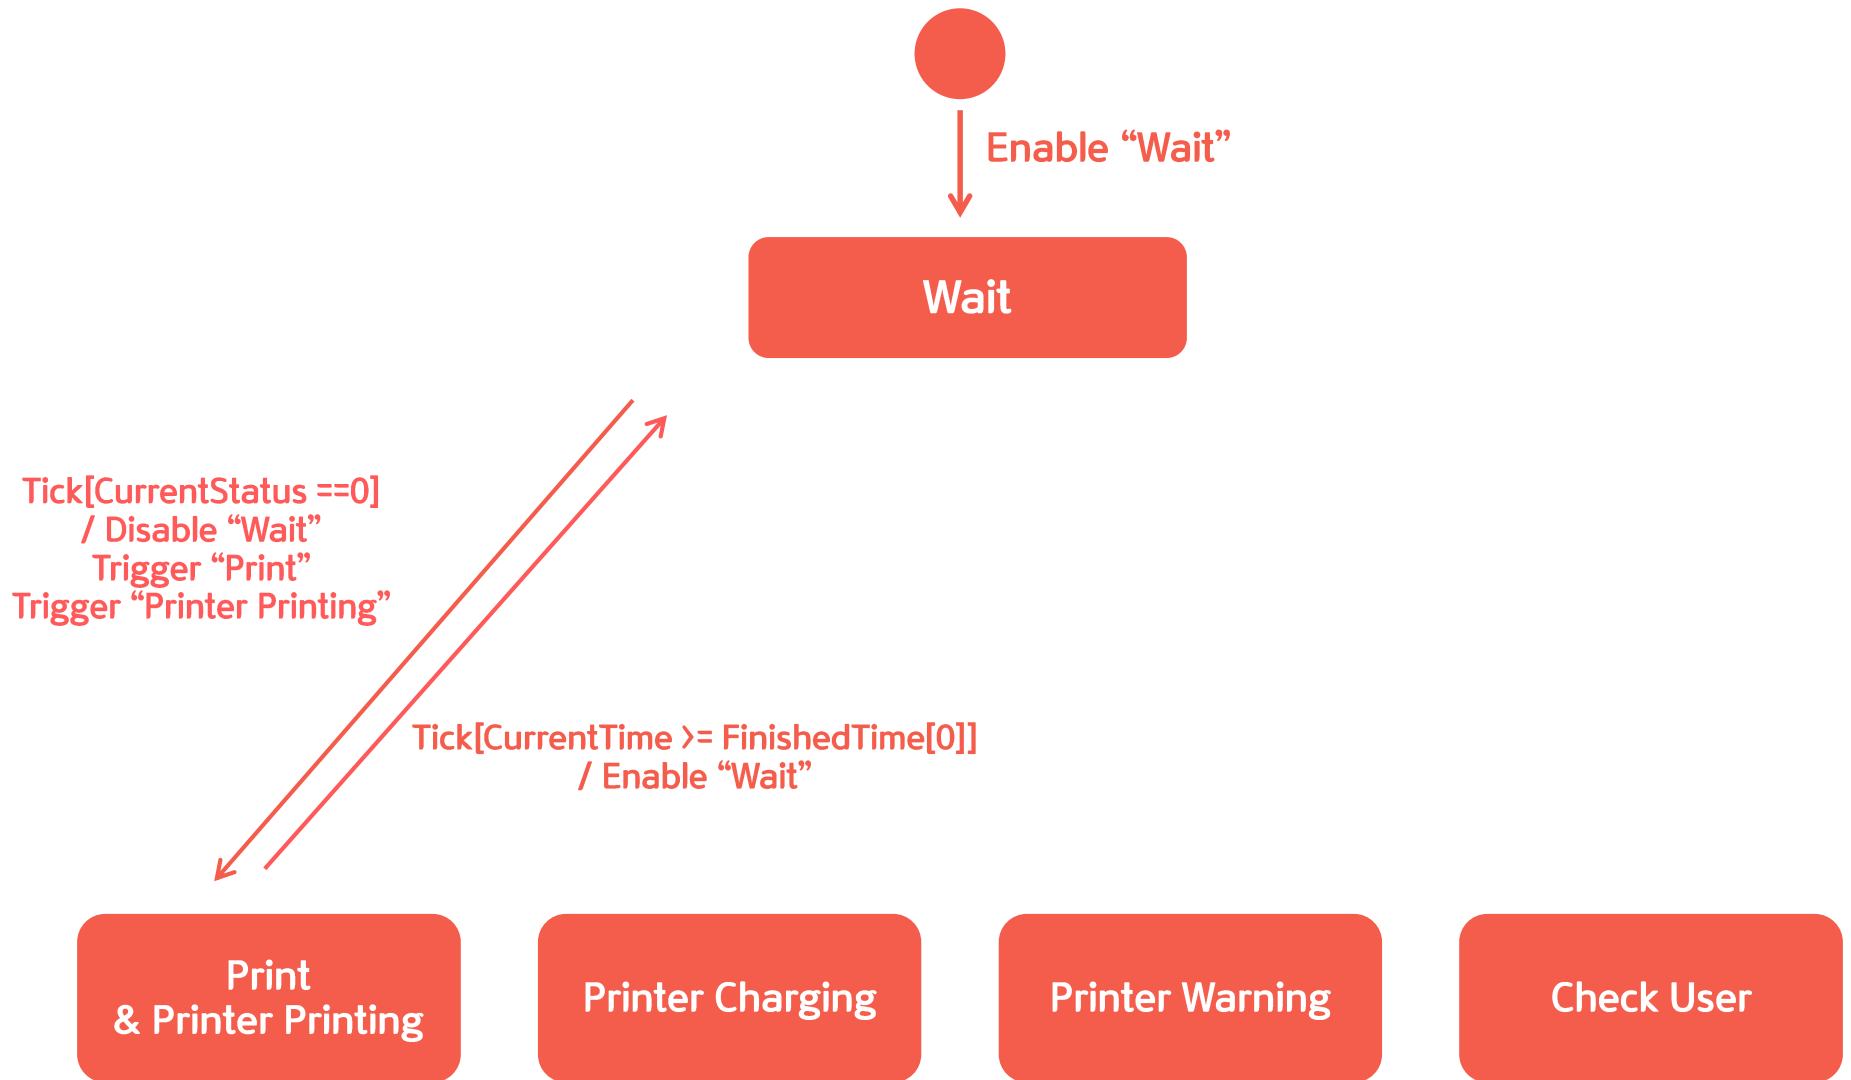 Enable “Wait”
Wait
Tick[CurrentStatus ==0]
/ Disable “Wait”
Trigger “Print”
Trigger “Printer Printing”
Tick[CurrentTime >= FinishedTime[0]]
/ Enable “Wait”
Print
& Printer Printing
Printer Charging
Printer Warning
Check User